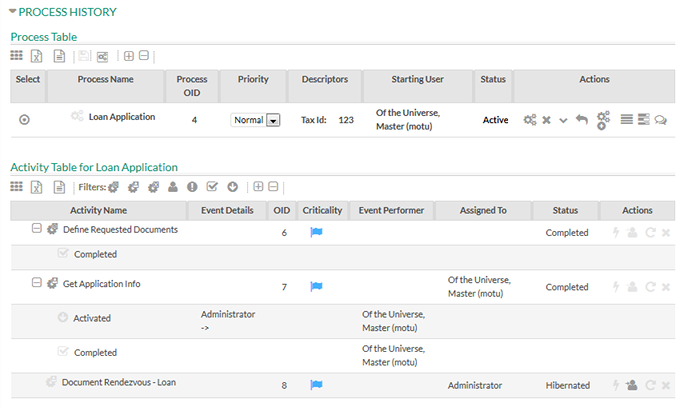 PROCESS HISTORY
Process Table
Select Process Name Process OID Priority Descriptors Starting User Status Actions
Loan Application 4 Normal Tax Id: 123 Of the Universe, Master (motu) Active
Activity Table for Loan Application
Filters:
Activity Name Event Details OID Criticality Event Performer Assigned To Status Actions
Define Requested Documents 6 Completed
Completed
Get Application Info 7 Of the Universe, Master (motu) Completed
Activated Administrator -> Of the Universe, Master (motu)
Completed Of the Universe, Master (motu)
Document Rendezvous - Loan 8 Administrator Hibernated